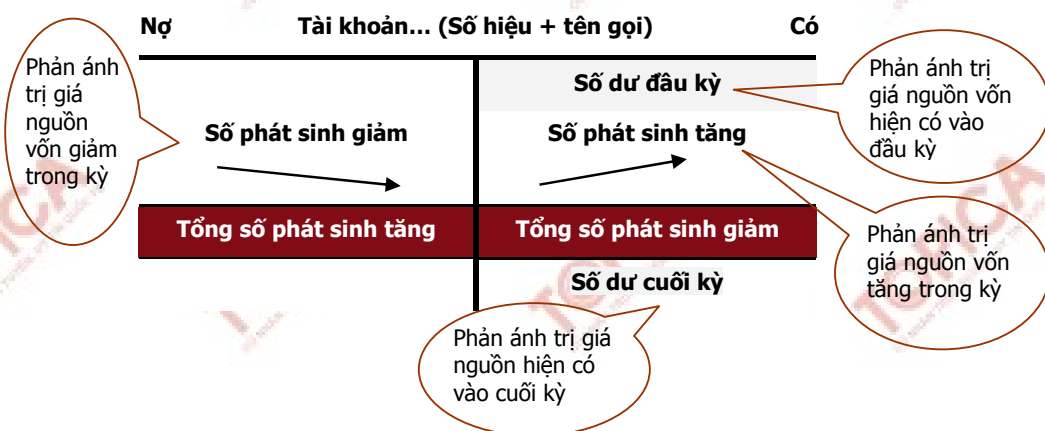 Nợ Tài khoản... (Số hiệu + tên gọi) Có
Phản ánh
trị giá
nguồn
vốn giảm
trong kỳ
Số dư đầu kỳ
Phản ánh trị
giá nguồn vốn
hiện có vào
đầu kỳ
Số phát sinh giảm
Số phát sinh tăng
Tổng số phát sinh tăng
Tổng số phát sinh giảm
Phản ánh trị
giá nguồn vốn
tăng trong kỳ
Số dư cuối kỳ
Phản ánh trị giá
nguồn hiện có
vào cuối kỳ
TOPICA